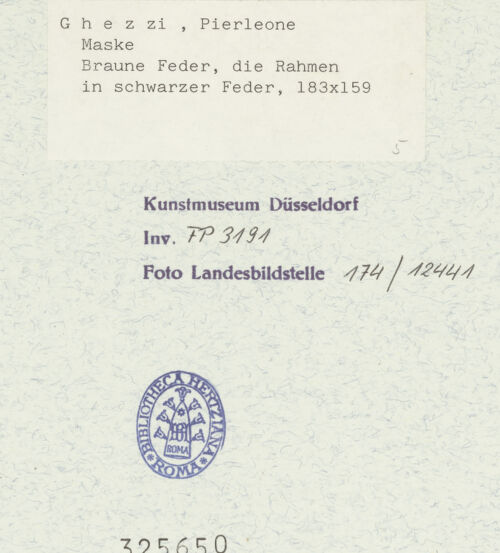 G h e z zi , Pierleone
Maske
Braune Feder, die Rahmen
in schwarzer Feder, 183x159
5
Kunstmuseum Düsseldorf
Inv. FP 3191
Foto Landesbildstelle 174/12441
BIBLIOTHECA HERTZIANA
ROMA
ROMA
325650